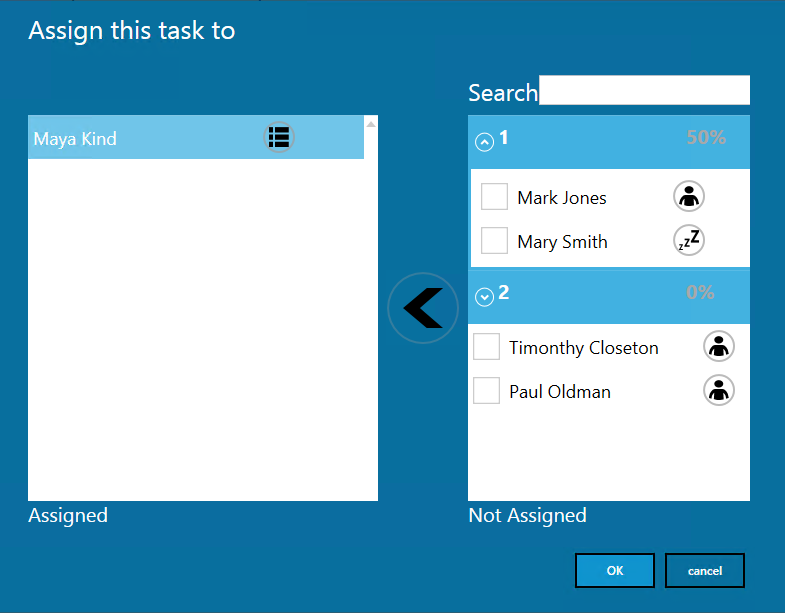 Assign this task to
Search
Maya Kind
1 50%
Mark Jones
Mary Smith zzZ
2 0%
Timonthy Closeton
Paul Oldman
Assigned
Not Assigned
OK cancel